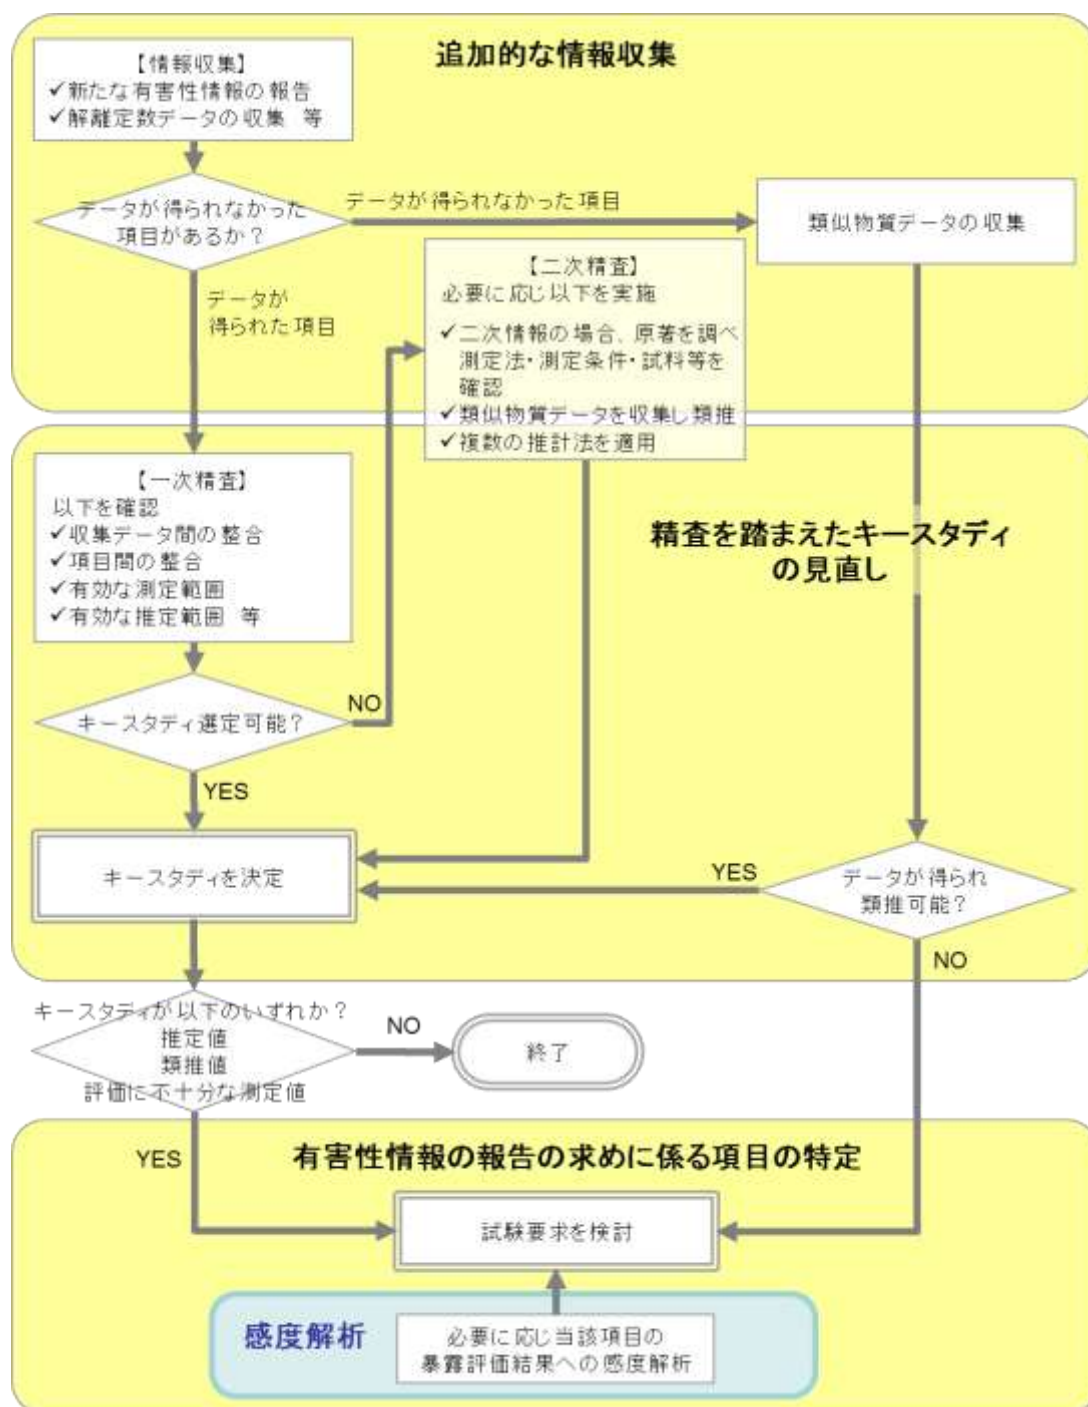 追加的な情報収集
【情報収集】
✓新たな有害性情報の報告
✓解離定数データの収集 等
データが得られなかった
項目があるか？
データが得られなかった項目
類似物質データの収集
データが
得られた項目
【二次精査】
必要に応じ以下を実施
✓二次情報の場合、原著を調べ
測定法・測定条件・試料等を
確認
✓類似物質データを収集し類推
✓複数の推計法を適用
【一次精査】
以下を確認
✓収集データ間の整合
✓項目間の整合
✓有効な測定範囲
✓有効な推定範囲 等
精査を踏まえたキースタディ
の見直し
キースタディ選定可能？
NO
YES
キースタディを決定
YES
データが得られ
類推可能？
NO
キースタディが以下のいずれか？
推定値
類推値
評価に不十分な測定値
NO
終了
YES
有害性情報の報告の求めに係る項目の特定
試験要求を検討
感度解析
必要に応じ当該項目の
暴露評価結果への感度解析